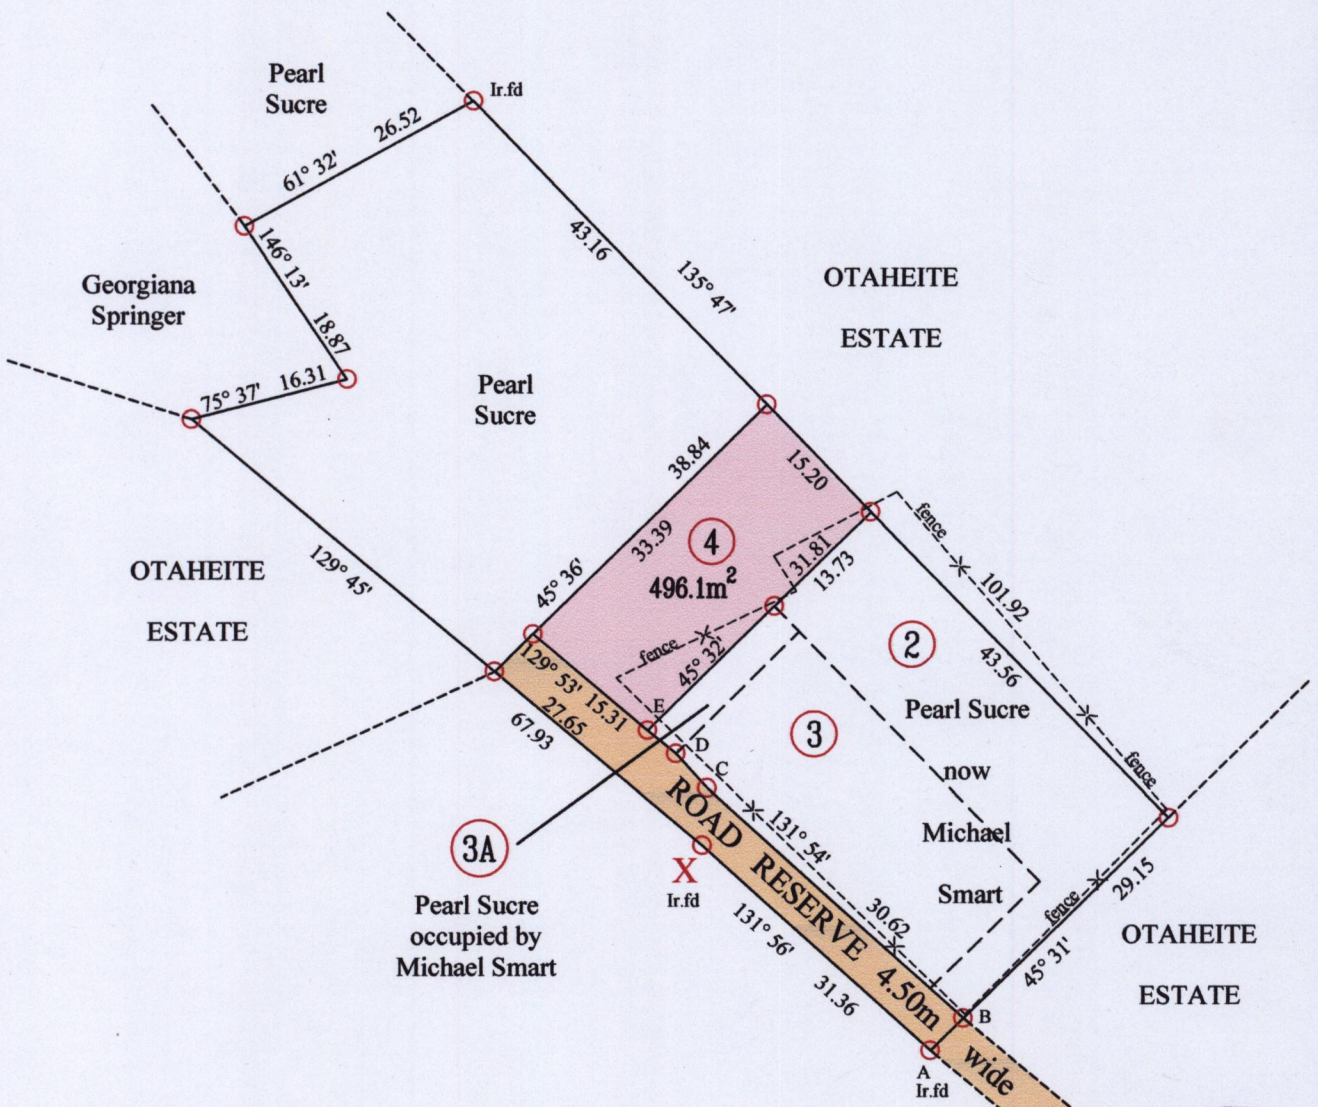 Pearl
Sucre
Ir.fd
26.52
61° 32'
146° 13'
18.87
43.16
135° 47'
Georgiana
Springer
OTAHEITE
ESTATE
75° 37' 16.31
Pearl
Sucre
38.84
15.20
33.39
4
496.1m²
45° 36'
31.81
13.73
fence
101.92
OTAHEITE
ESTATE
129° 45'
fence
45° 32'
2
43.56
Pearl Sucre
now
Michael
Smart
129° 53' 15.31
27.65
67.93
E
D
C
3
fence
131° 54'
30.62
ROAD RESERVE 4.50m wide
3A
Pearl Sucre
occupied by
Michael Smart
X
Ir.fd
131° 56'
31.36
fence
29.15
45° 31'
OTAHEITE
ESTATE
B
A
Ir.fd